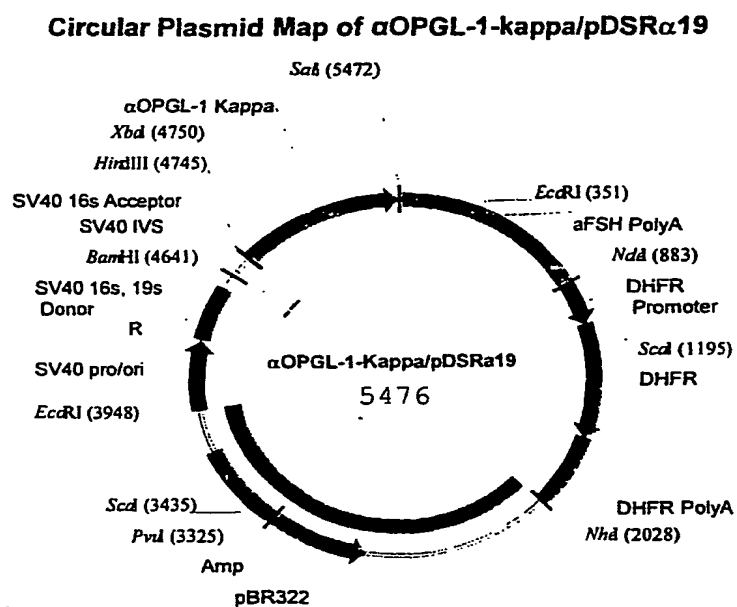 Circular Plasmid Map of αOPGL-1-kappa/pDSRα19
SalI (5472)
αOPGL-1 Kappa
XbaI (4750)
HindIII (4745)
SV40 16s Acceptor
SV40 IVS
BamHI (4641)
SV40 16s, 19s
Donor
R
SV40 pro/ori
EcoRI (3948)
ScaI (3435)
PvuI (3325)
Amp
pBR322
EcoRI (351)
aFSH PolyA
NdeI (883)
DHFR
Promoter
ScaI (1195)
DHFR
DHFR PolyA
NheI (2028)
αOPGL-1-Kappa/pDSRa19
5476